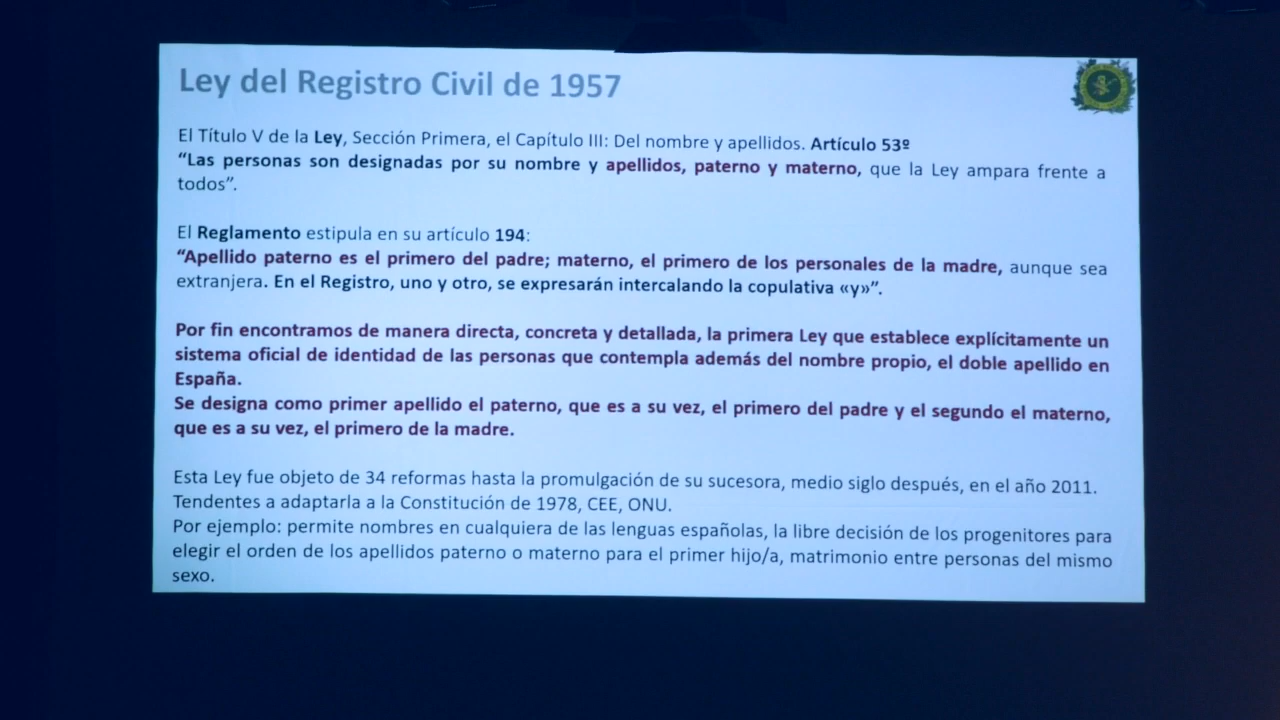 Ley del Registro Civil de 1957
El Título V de la Ley, Sección Primera, el Capítulo III: Del nombre y apellidos. Artículo 53º
“Las personas son designadas por su nombre y apellidos, paterno y materno, que la Ley ampara frente a
todos”.
El Reglamento estipula en su artículo 194:
“Apellido paterno es el primero del padre; materno, el primero de los personales de la madre, aunque sea
extranjera. En el Registro, uno y otro, se expresarán intercalando la copulativa «y»”.
Por fin encontramos de manera directa, concreta y detallada, la primera Ley que establece explícitamente un
sistema oficial de identidad de las personas que contempla además del nombre propio, el doble apellido en
España.
Se designa como primer apellido el paterno, que es a su vez, el primero del padre y el segundo el materno,
que es a su vez, el primero de la madre.
Esta Ley fue objeto de 34 reformas hasta la promulgación de su sucesora, medio siglo después, en el año 2011.
Tendentes a adaptarla a la Constitución de 1978, CEE, ONU.
Por ejemplo: permite nombres en cualquiera de las lenguas españolas, la libre decisión de los progenitores para
elegir el orden de los apellidos paterno o materno para el primer hijo/a, matrimonio entre personas del mismo
sexo.